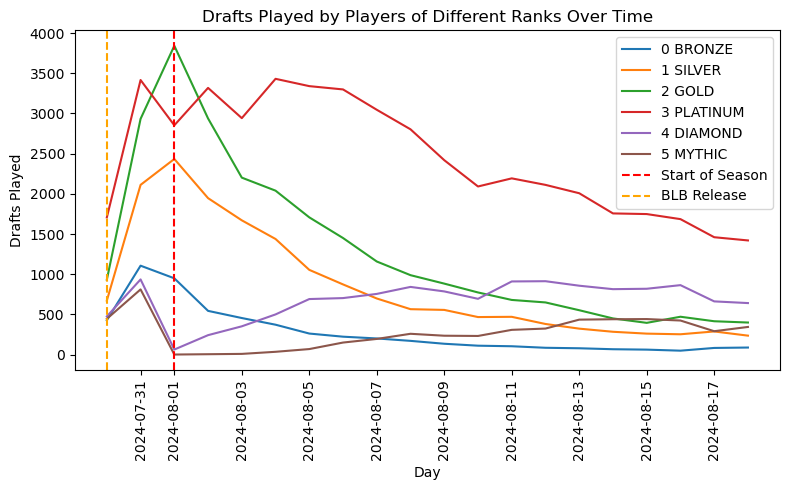 Drafts Played by Players of Different Ranks Over Time
4000
3500
3000
2500
2000
1500
1000
500
0
Drafts Played
0 BRONZE
1 SILVER
2 GOLD
3 PLATINUM
4 DIAMOND
5 MYTHIC
Start of Season
BLB Release
2024-07-31
2024-08-01
2024-08-03
2024-08-05
2024-08-07
2024-08-09
2024-08-11
2024-08-13
2024-08-15
2024-08-17
Day